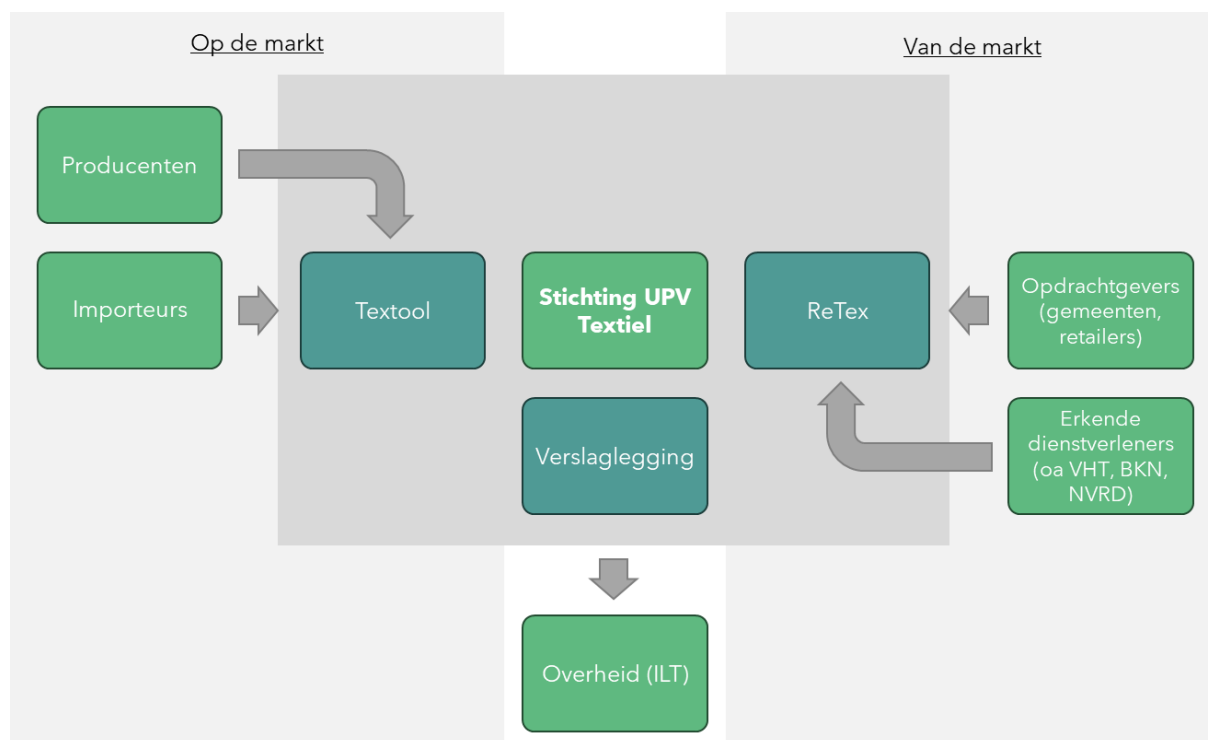 Op de markt
Van de markt
Producenten
Importeurs
Textool
Stichting UPV
Textiel
Verslaglegging
ReTex
Opdrachtgevers
(gemeenten,
retailers)
Erkende
dienstverleners
(oa VHT, BKN,
NVRD)
Overheid (ILT)